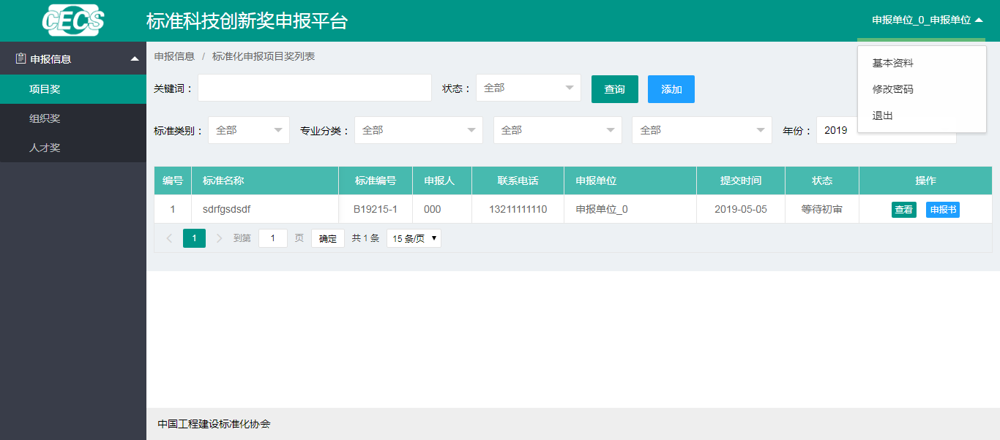 CECS
标准科技创新奖申报平台
申报单位_0_申报单位
基本资料
修改密码
退出
申报信息
项目奖
组织奖
人才奖
申报信息 / 标准化申报项目奖列表
关键词： 状态： 全部 查询 添加
标准类别： 全部 专业分类： 全部 全部 全部 年份： 2019
编号 标准名称 标准编号 申报人 联系电话 申报单位 提交时间 状态 操作
1 sdrfgsdsdf B19215-1 000 13211111110 申报单位_0 2019-05-05 等待初审 查看 申报书
1 到第 1 页 确定 共 1 条 15 条/页
中国工程建设标准化协会